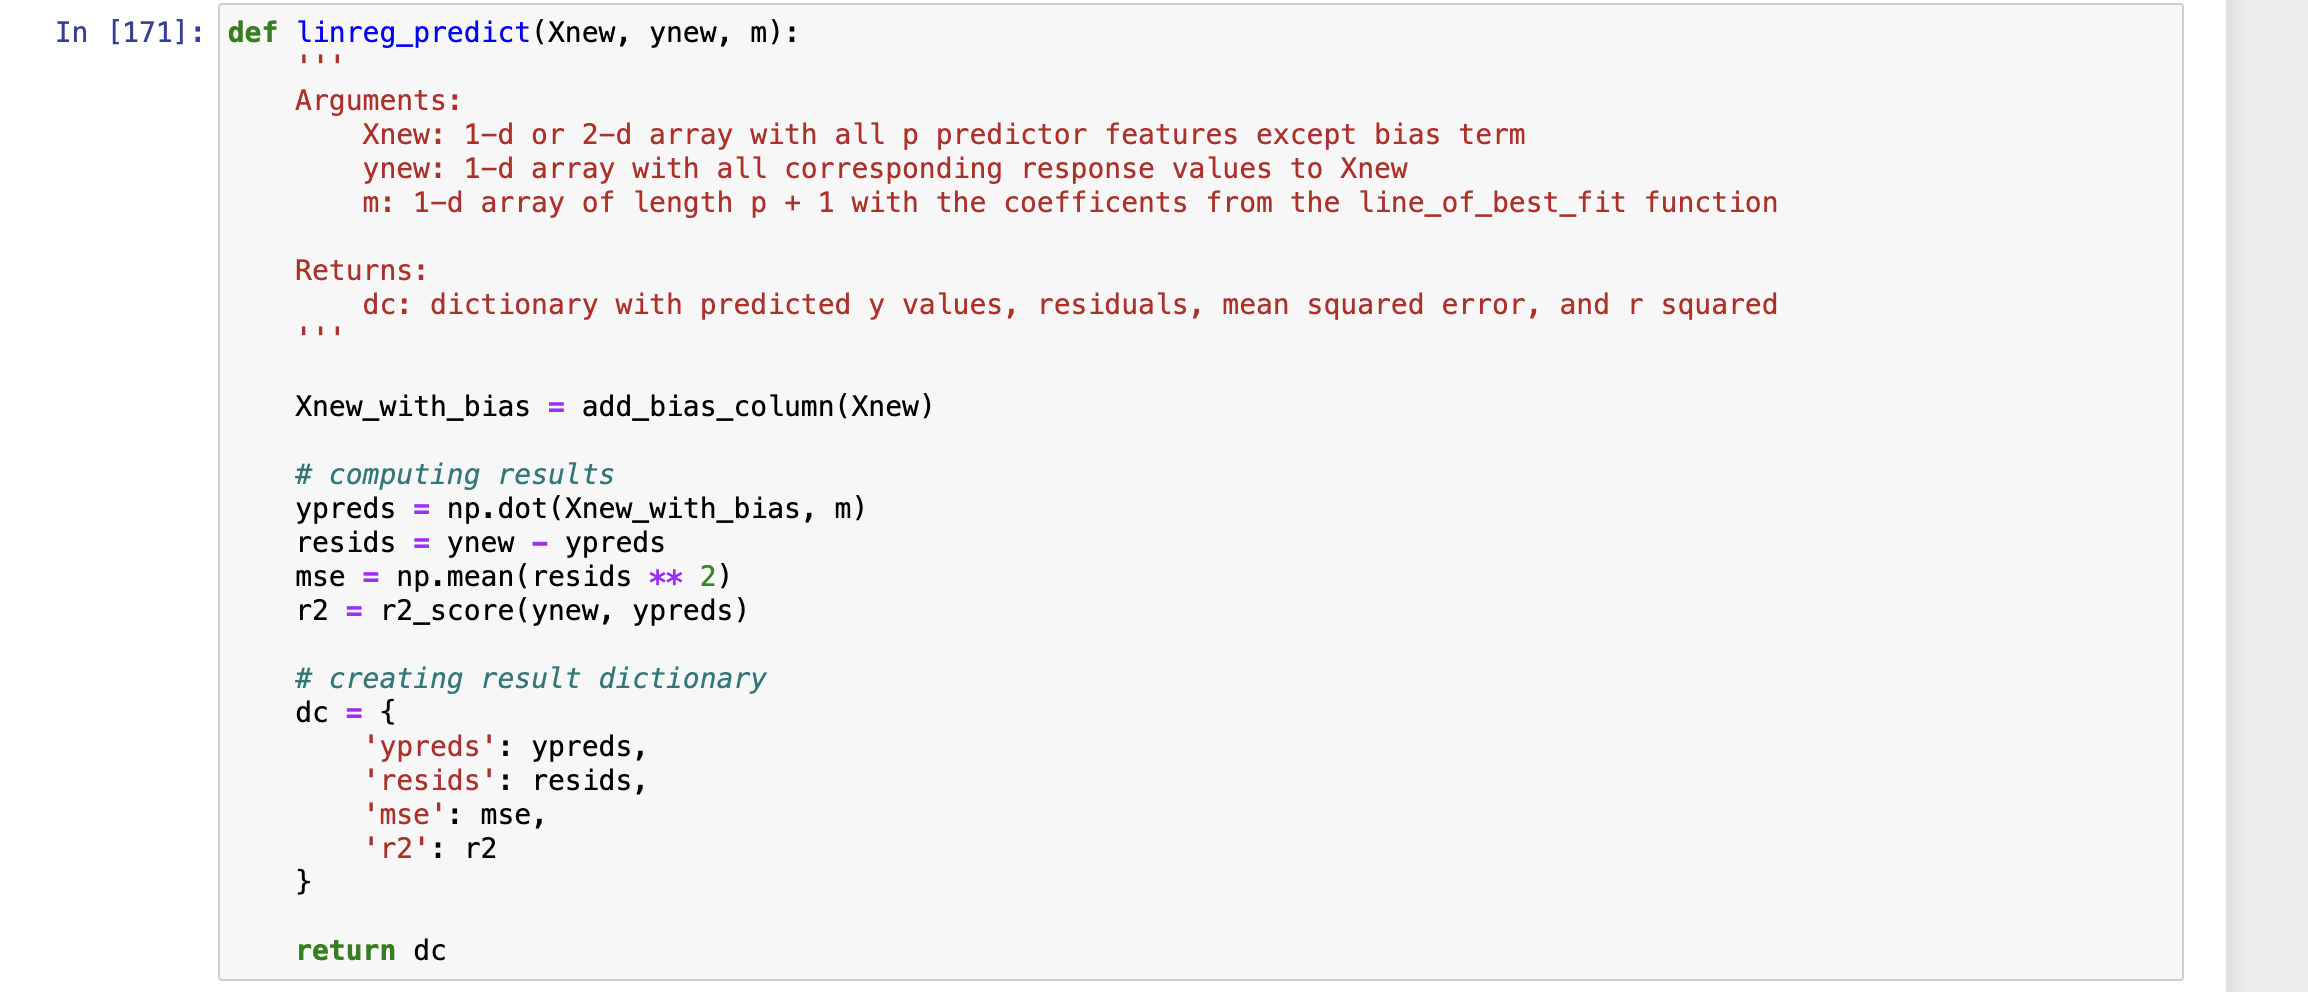 In [171]: def linreg_predict(Xnew, ynew, m):
'''
Arguments:
Xnew: 1-d or 2-d array with all p predictor features except bias term
ynew: 1-d array with all corresponding response values to Xnew
m: 1-d array of length p + 1 with the coefficents from the line_of_best_fit function
Returns:
dc: dictionary with predicted y values, residuals, mean squared error, and r squared
'''
Xnew_with_bias = add_bias_column(Xnew)
# computing results
ypreds = np.dot(Xnew_with_bias, m)
resids = ynew - ypreds
mse = np.mean(resids ** 2)
r2 = r2_score(ynew, ypreds)
# creating result dictionary
dc = {
'ypreds': ypreds,
'resids': resids,
'mse': mse,
'r2': r2
}
return dc